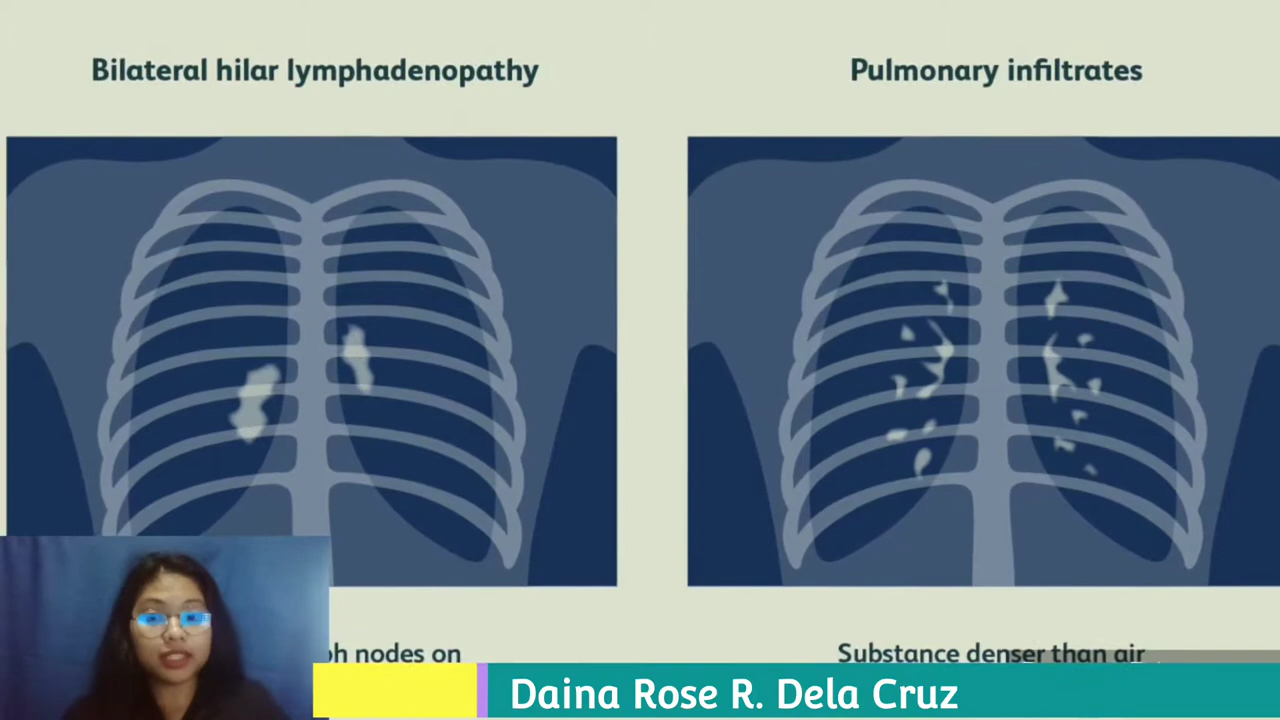 Bilateral hilar lymphadenopathy
Pulmonary infiltrates
nodes on
Substance denser than air
Daina Rose R. Dela Cruz